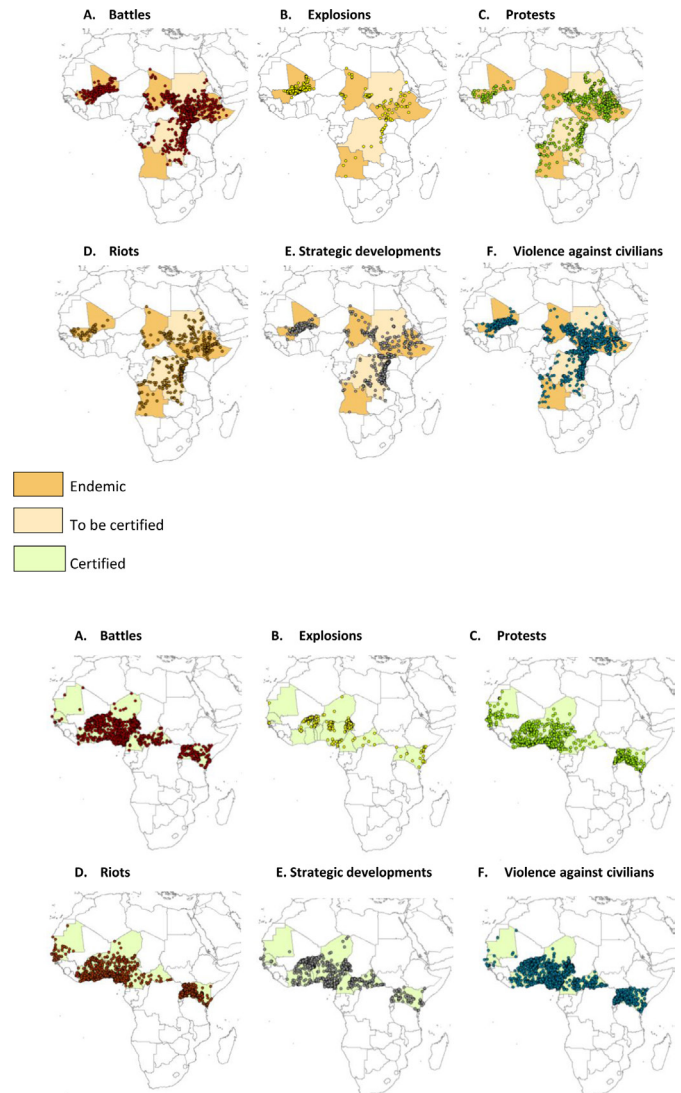 A. Battles
B. Explosions
C. Protests
D. Riots
E. Strategic developments
F. Violence against civilians
Endemic
To be certified
Certified
A. Battles
B. Explosions
C. Protests
D. Riots
E. Strategic developments
F. Violence against civilians